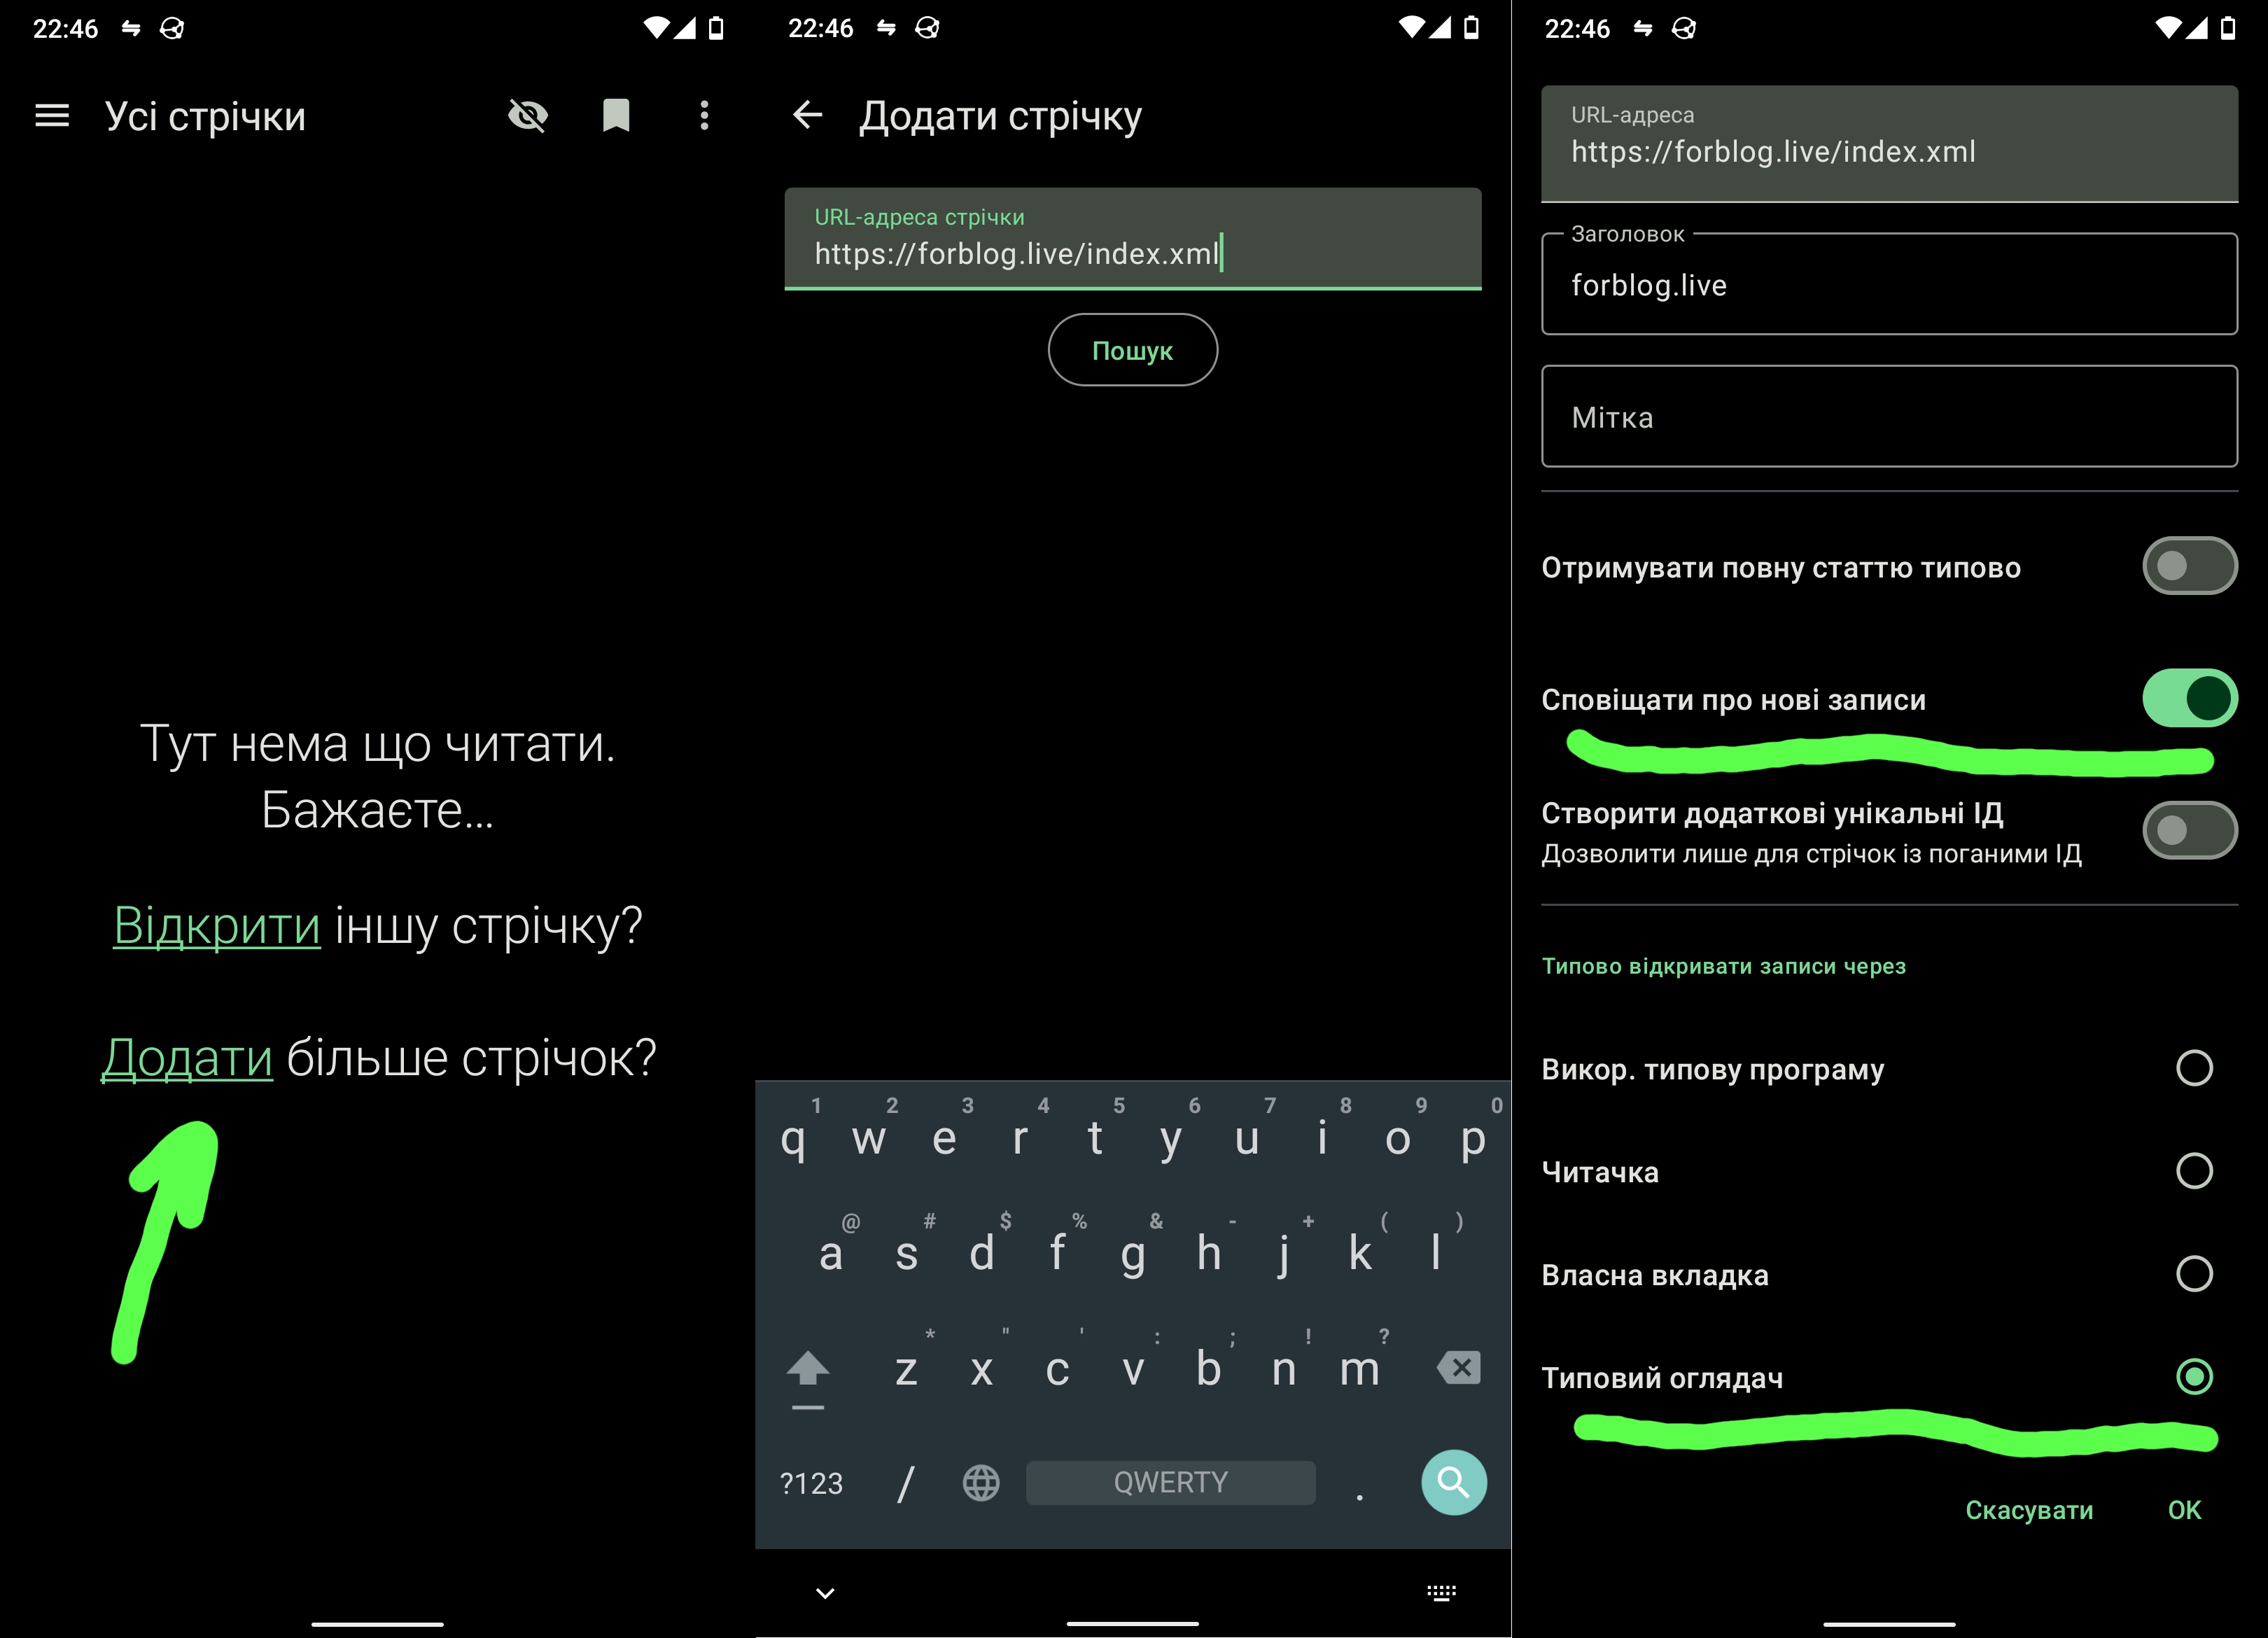 22:46
Усі стрічки
Тут нема що читати.
Бажаєте…
Відкрити іншу стрічку?
Додати більше стрічок?
22:46
Додати стрічку
URL-адреса стрічки
https://forblog.live/index.xml
Пошук
1 2 3 4 5 6 7 8 9 0
q w e r t y u i o p
@ # $ % & - + ( )
a s d f g h j k l
* " ' : ; ! ?
z x c v b n m
?123 / QWERTY .
22:46
URL-адреса
https://forblog.live/index.xml
Заголовок
forblog.live
Мітка
Отримувати повну статтю типово
Сповіщати про нові записи
Створити додаткові унікальні ІД
Дозволити лише для стрічок із поганими ІД
Типово відкривати записи через
Викор. типову програму
Читачка
Власна вкладка
Типовий оглядач
Скасувати OK